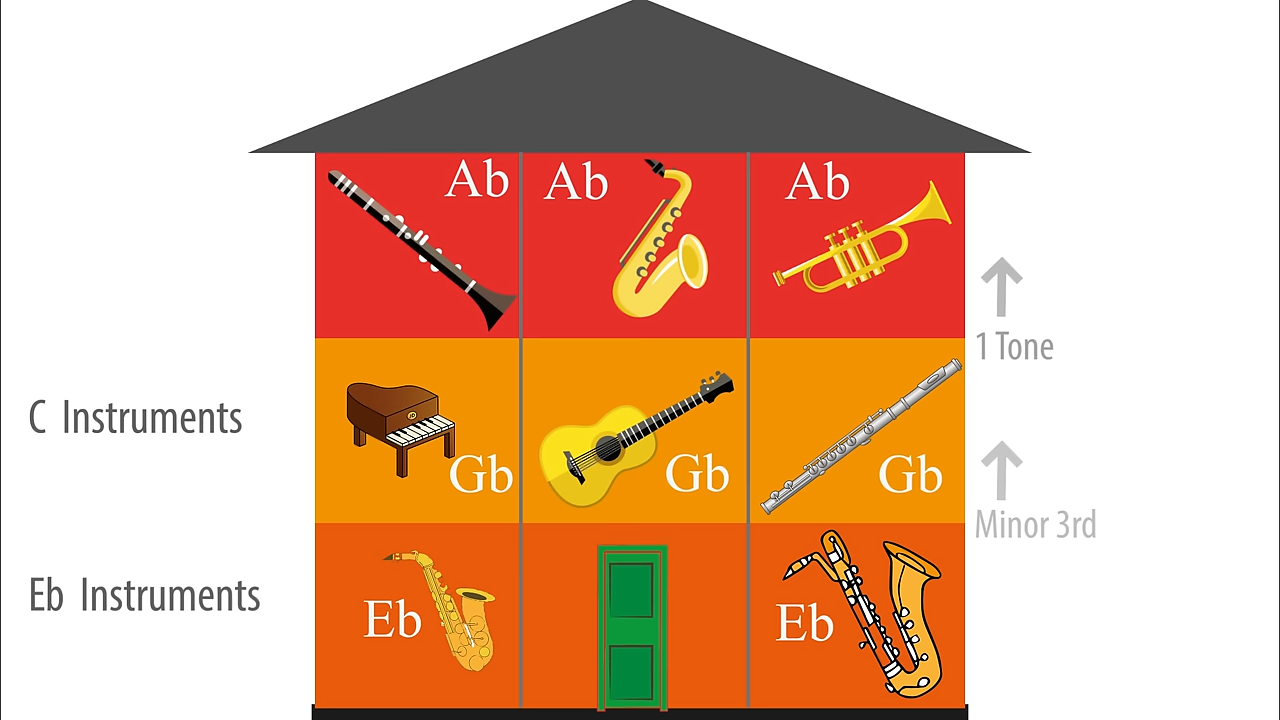 Ab
Ab
Ab
1 Tone
C Instruments
Gb
Gb
Gb
Minor 3rd
Eb Instruments
Eb
Eb